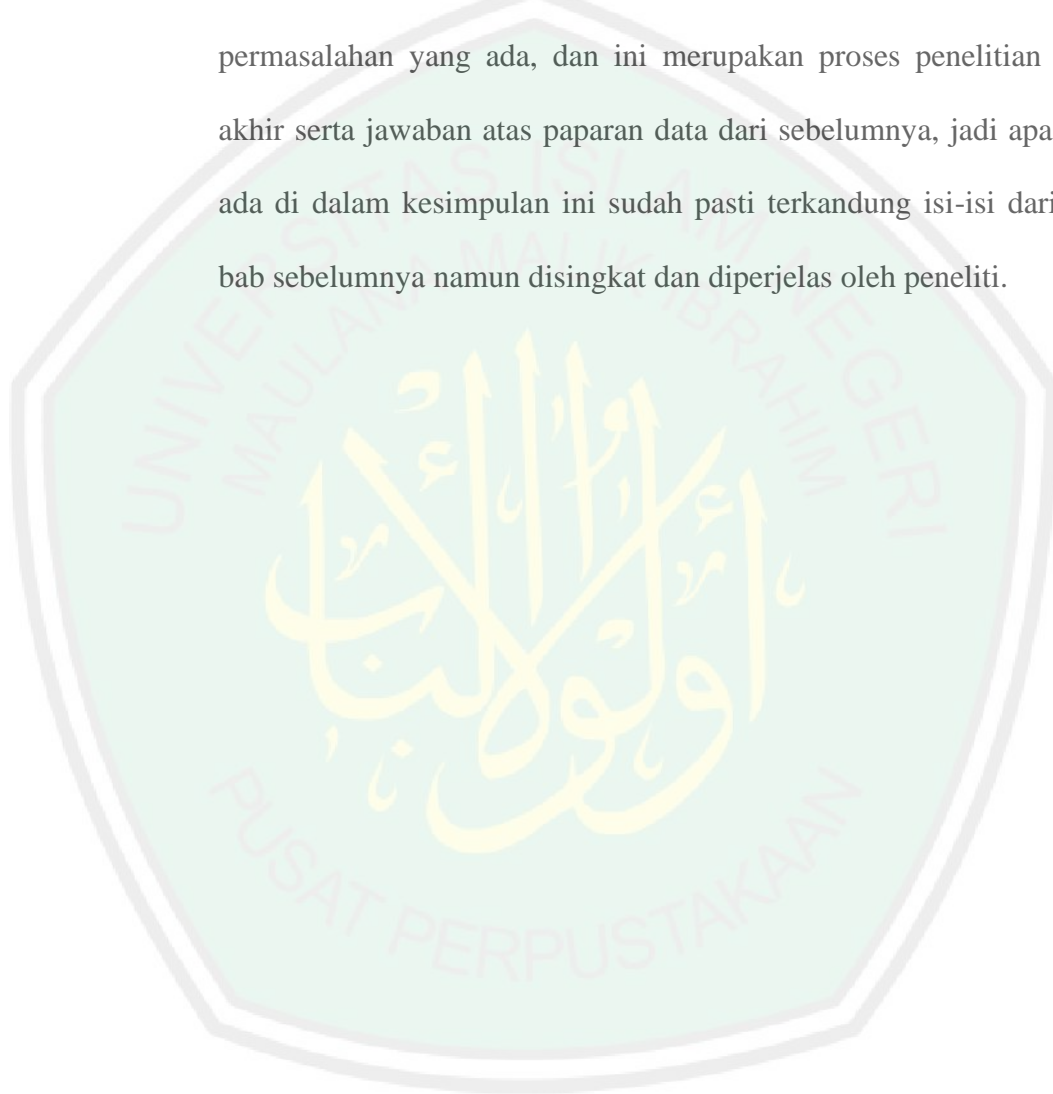 permasalahan yang ada, dan ini merupakan proses penelitian
akhir serta jawaban atas paparan data dari sebelumnya, jadi apa
ada di dalam kesimpulan ini sudah pasti terkandung isi-isi dari
bab sebelumnya namun disingkat dan diperjelas oleh peneliti.
UNIVERSITAS ISLAM NEGERI
MAULANA MALIK IBRAHIM
أولوا الألباب
PUSAT PERPUSTAKAAN